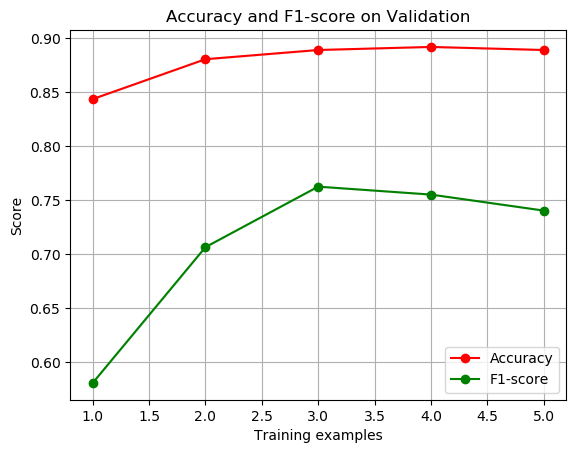 Accuracy and F1-score on Validation
0.90
0.85
0.80
0.75
0.70
0.65
0.60
Score
Accuracy
F1-score
1.0 1.5 2.0 2.5 3.0 3.5 4.0 4.5 5.0
Training examples